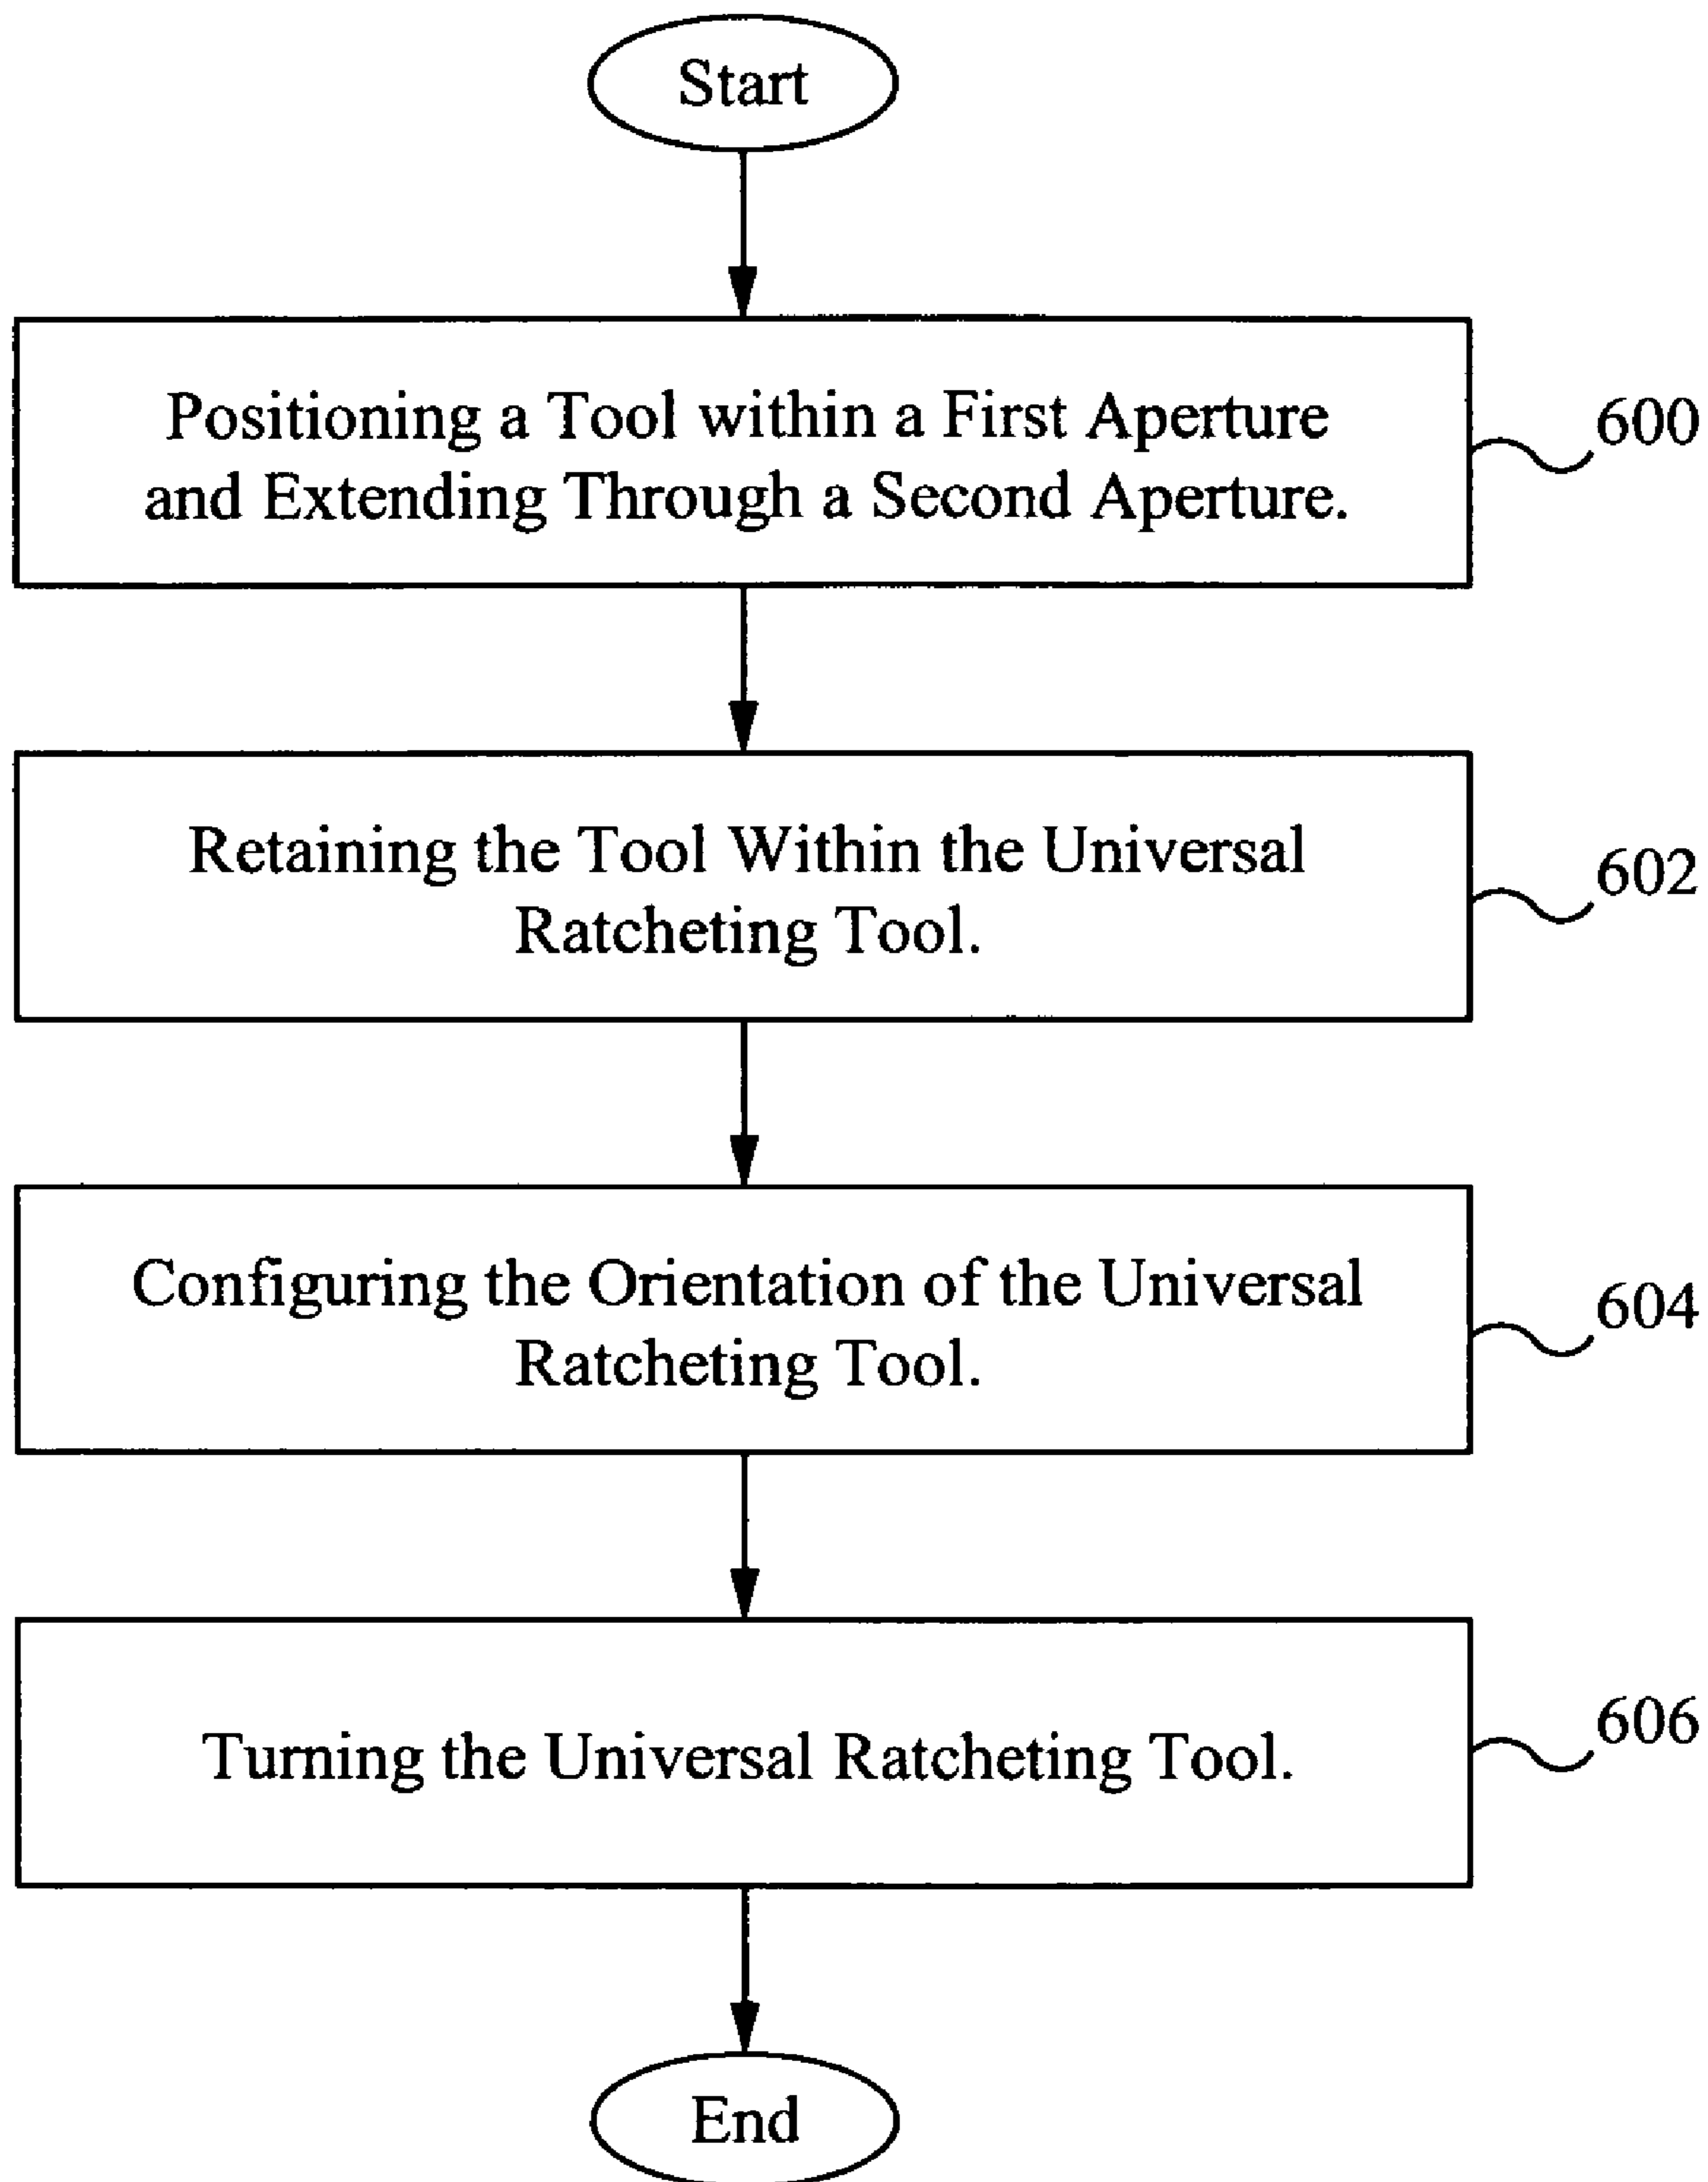 Start
Positioning a Tool within a First Aperture
and Extending Through a Second Aperture.
600
Retaining the Tool Within the Universal
Ratcheting Tool.
602
Configuring the Orientation of the Universal
Ratcheting Tool.
604
Turning the Universal Ratcheting Tool.
606
End